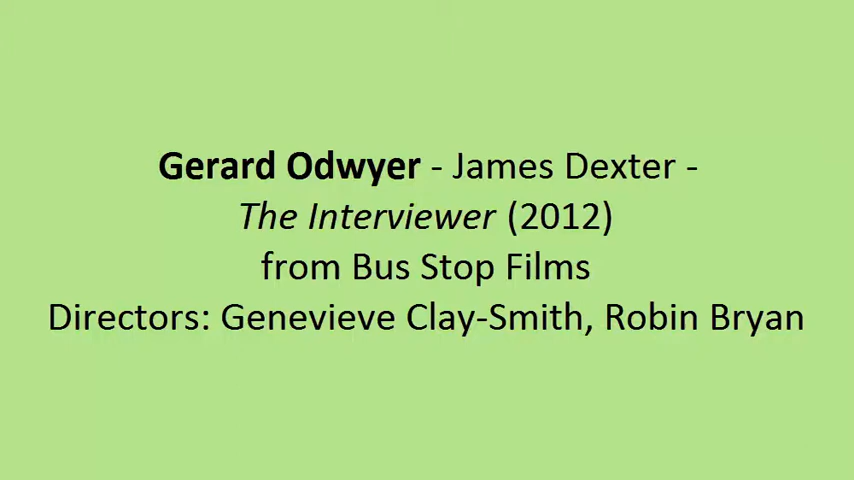 Gerard Odwyer - James Dexter -
The Interviewer (2012)
from Bus Stop Films
Directors: Genevieve Clay-Smith, Robin Bryan